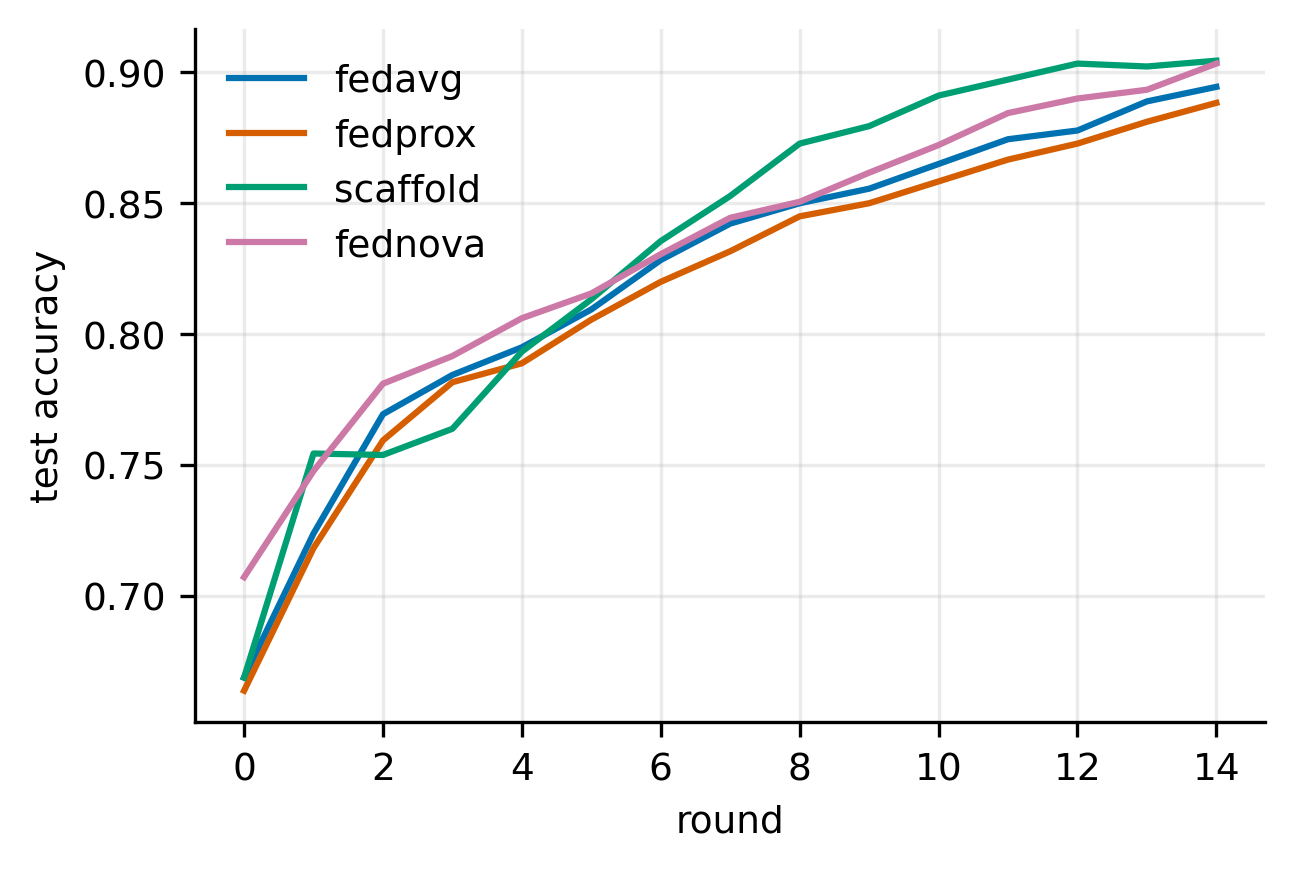 0.90
0.85
0.80
0.75
0.70
test accuracy
fedavg
fedprox
scaffold
fednova
0 2 4 6 8 10 12 14
round